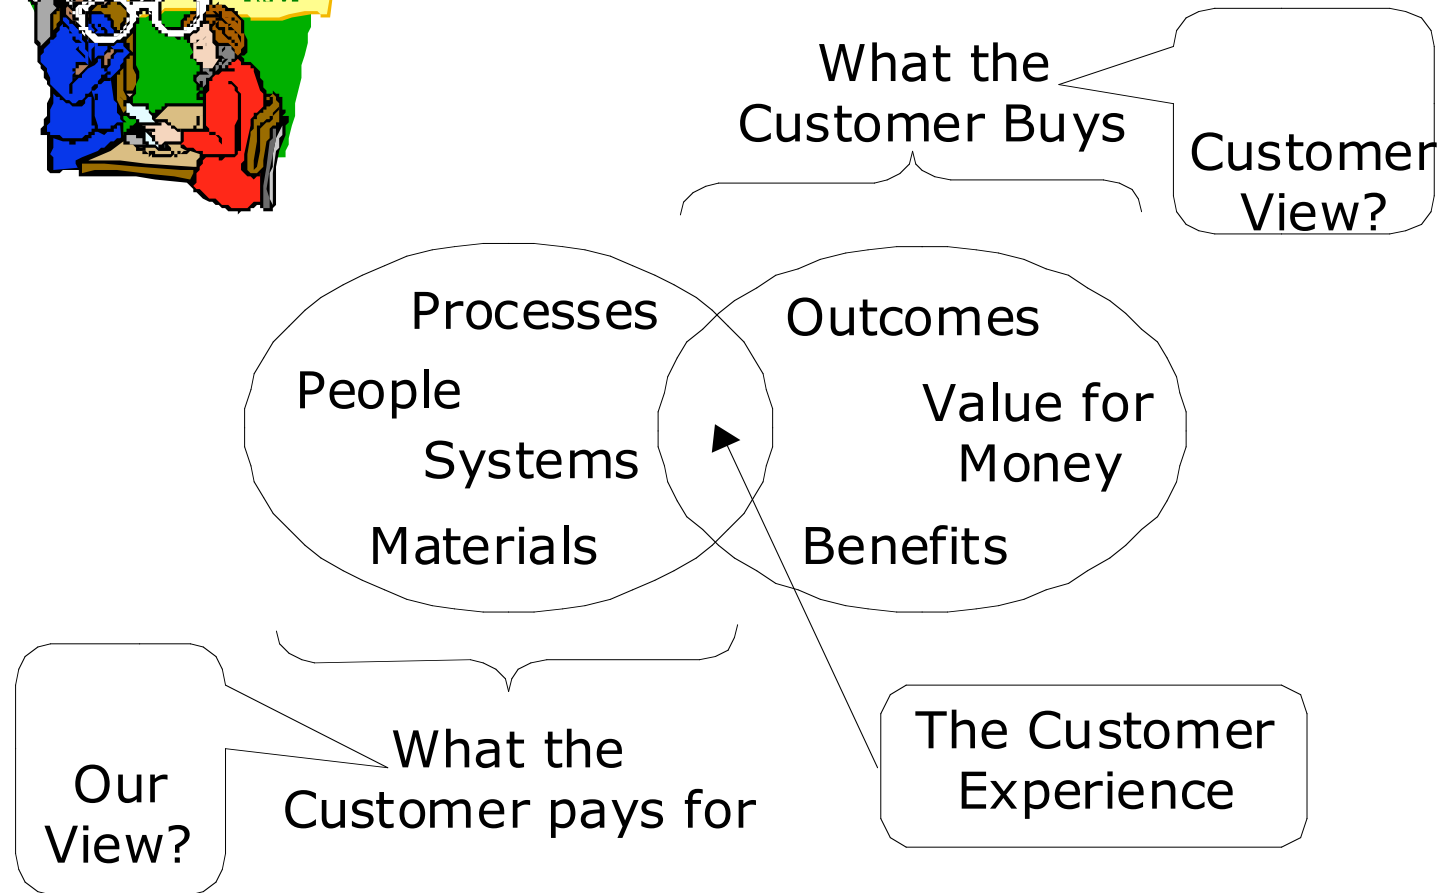 What the
Customer Buys
Customer
View?
Processes
Outcomes
People
Value for
Money
Systems
Materials
Benefits
What the
Customer pays for
Our
View?
The Customer
Experience